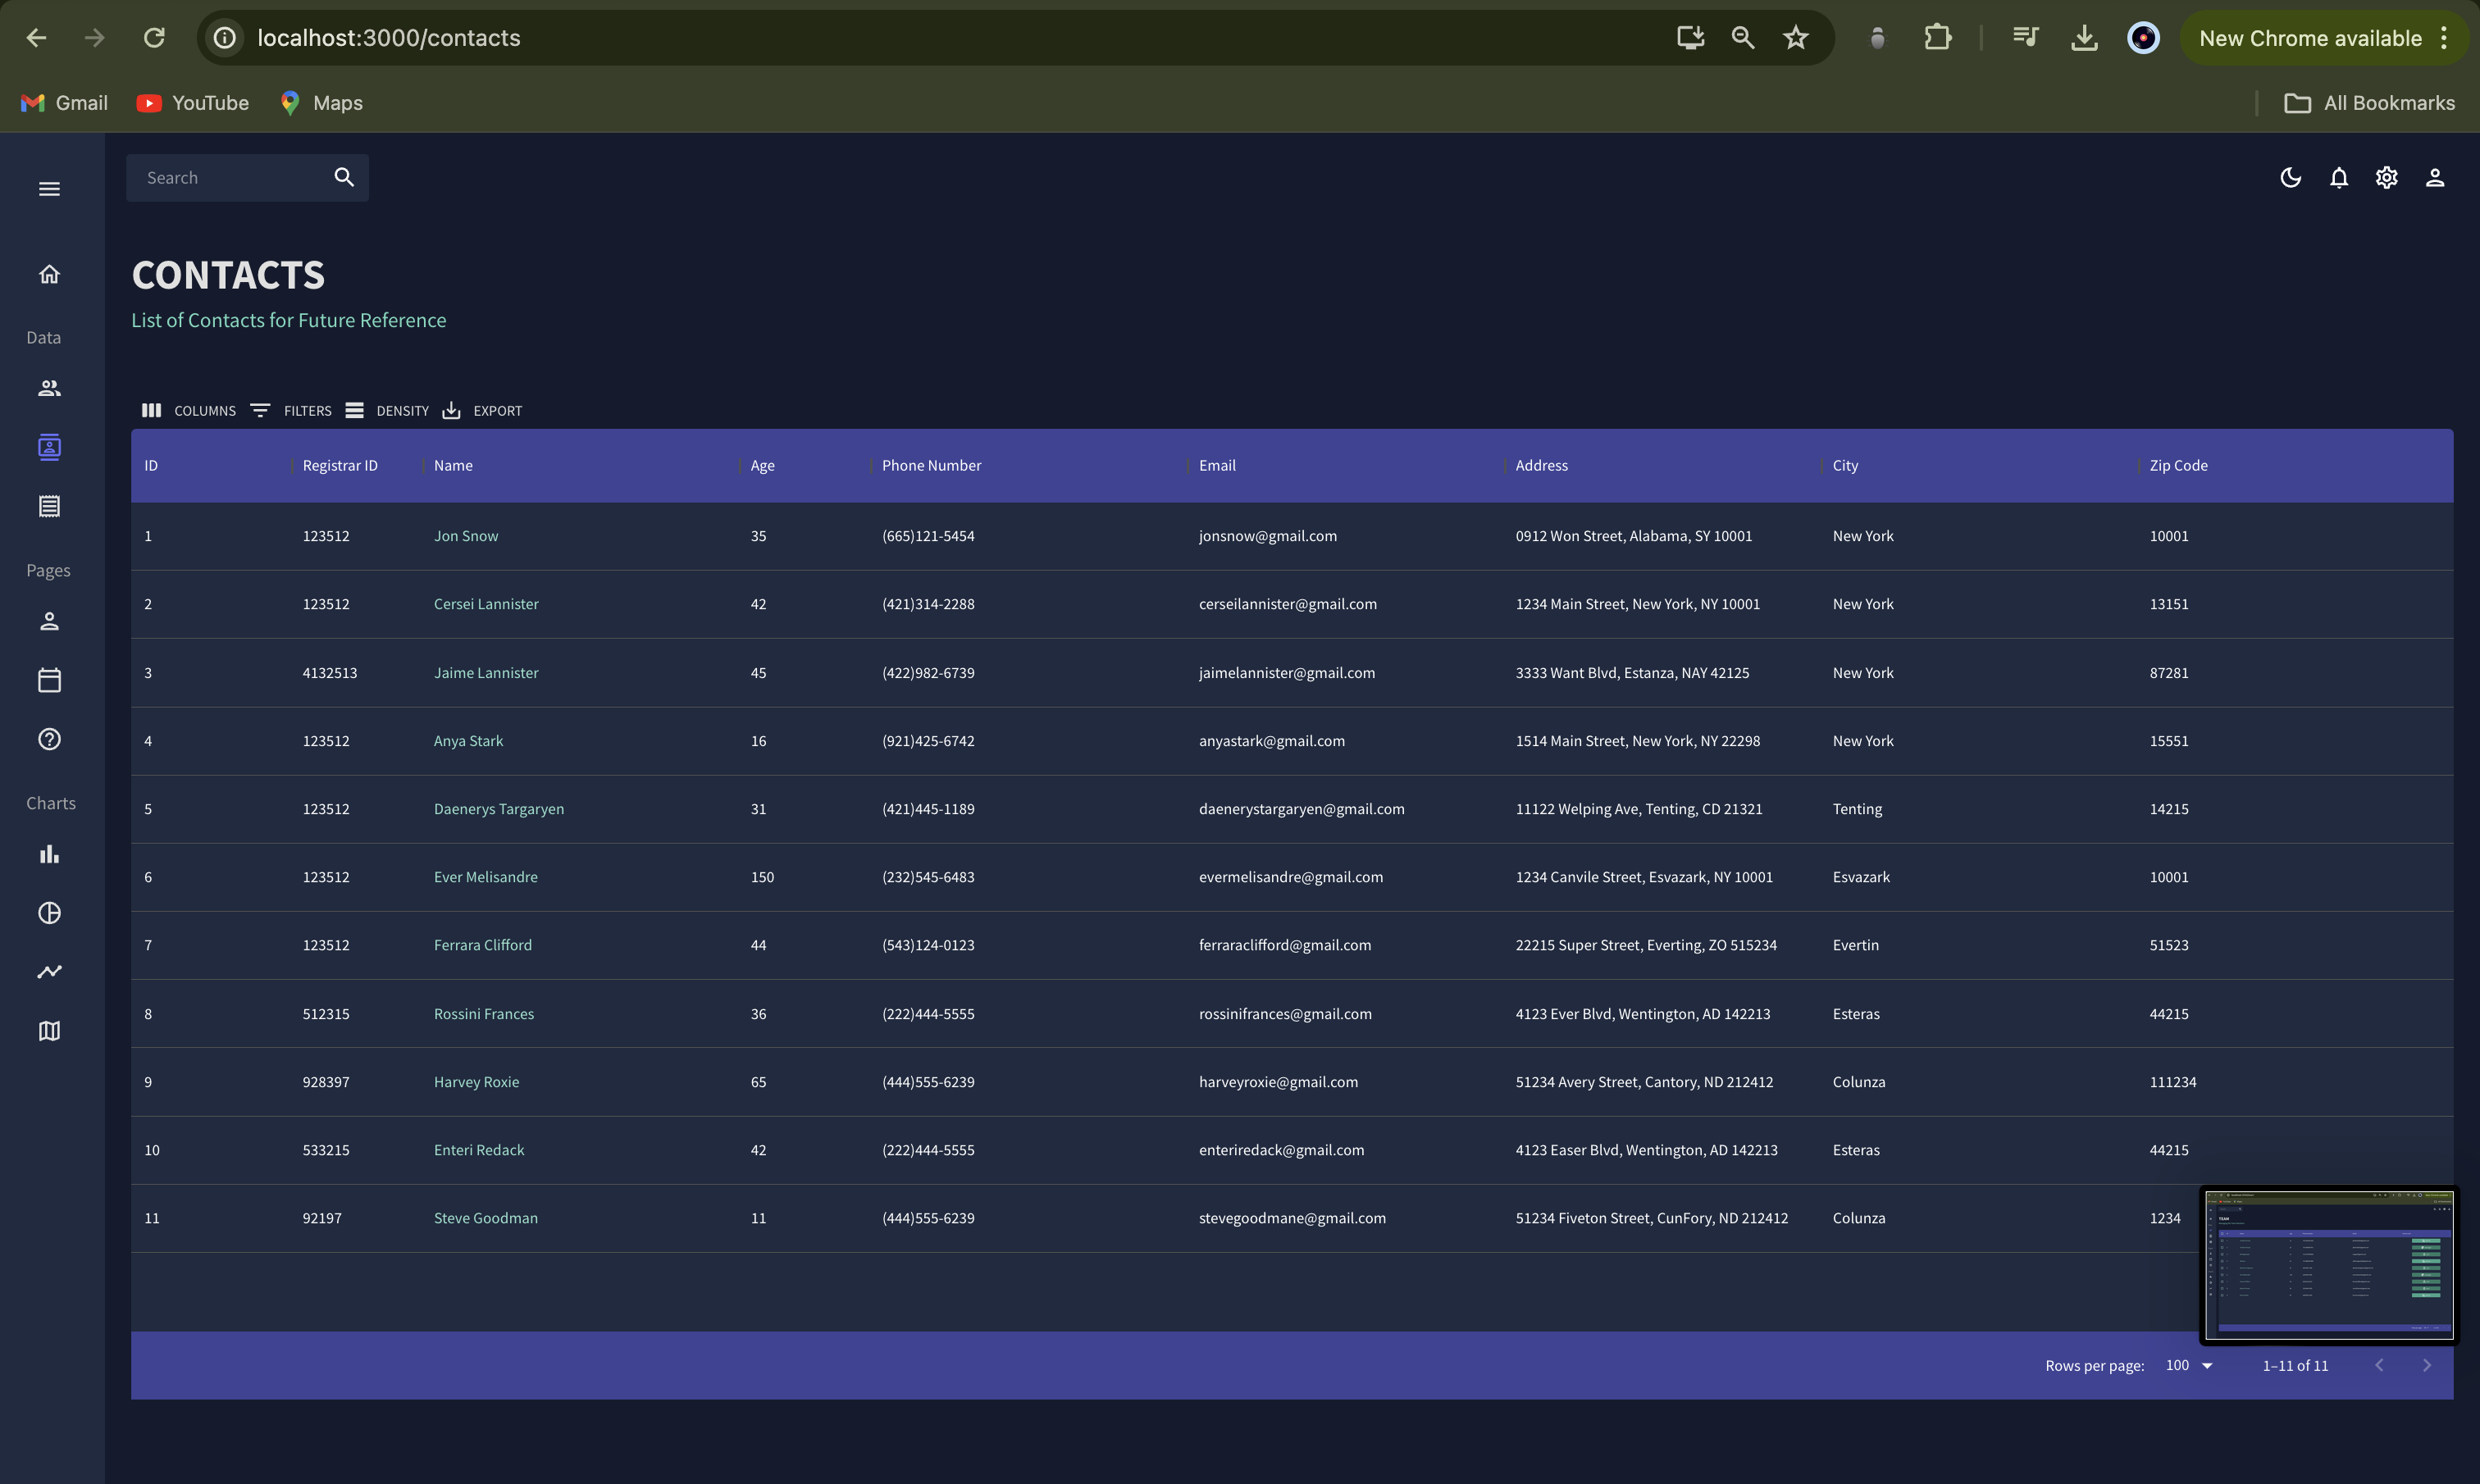 localhost:3000/contacts
New Chrome available
Gmail YouTube Maps
All Bookmarks
Search
CONTACTS
List of Contacts for Future Reference
Data
Pages
Charts
COLUMNS FILTERS DENSITY EXPORT
ID Registrar ID Name Age Phone Number Email Address City Zip Code
1 123512 Jon Snow 35 (665)121-5454 jonsnow@gmail.com 0912 Won Street, Alabama, SY 10001 New York 10001
2 123512 Cersei Lannister 42 (421)314-2288 cerseilannister@gmail.com 1234 Main Street, New York, NY 10001 New York 13151
3 4132513 Jaime Lannister 45 (422)982-6739 jaimelannister@gmail.com 3333 Want Blvd, Estanza, NAY 42125 New York 87281
4 123512 Anya Stark 16 (921)425-6742 anyastark@gmail.com 1514 Main Street, New York, NY 22298 New York 15551
5 123512 Daenerys Targaryen 31 (421)445-1189 daenerystargaryen@gmail.com 11122 Welping Ave, Tenting, CD 21321 Tenting 14215
6 123512 Ever Melisandre 150 (232)545-6483 evermelisandre@gmail.com 1234 Canvile Street, Esvazark, NY 10001 Esvazark 10001
7 123512 Ferrara Clifford 44 (543)124-0123 ferraraclifford@gmail.com 22215 Super Street, Everting, ZO 515234 Evertin 51523
8 512315 Rossini Frances 36 (222)444-5555 rossinifrances@gmail.com 4123 Ever Blvd, Wentington, AD 142213 Esteras 44215
9 928397 Harvey Roxie 65 (444)555-6239 harveyroxie@gmail.com 51234 Avery Street, Cantory, ND 212412 Colunza 111234
10 533215 Enteri Redack 42 (222)444-5555 enteriredack@gmail.com 4123 Easer Blvd, Wentington, AD 142213 Esteras 44215
11 92197 Steve Goodman 11 (444)555-6239 stevegoodmane@gmail.com 51234 Fiveton Street, CunFory, ND 212412 Colunza 1234
TEAM
Rows per page: 100 1–11 of 11